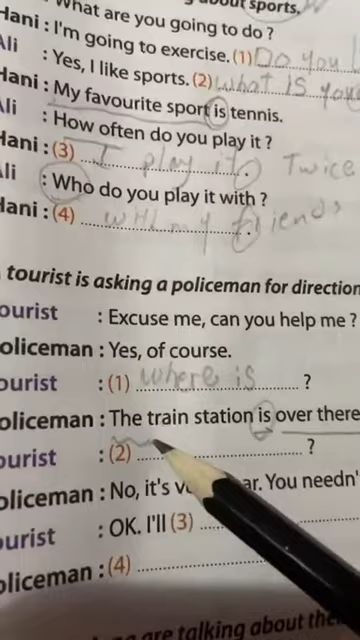 What are you going to do ?
Hani : I'm going to exercise. (1) Do you
Ali : Yes, I like sports. (2) What is you
Hani : My favourite sport is tennis.
Ali : How often do you play it ?
Hani : (3) I play it Twice
Ali : Who do you play it with ?
Hani : (4) with my friends.
tourist is asking a policeman for direction
ourist : Excuse me, can you help me ?
oliceman : Yes, of course.
ourist : (1) where is ?
oliceman : The train station is over there
ourist : (2) ?
oliceman : No, it's ar. You needn'
ourist : OK. I'll (3)
oliceman : (4)
are talking about the